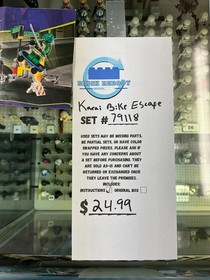 BRICK REBOOT
Karai Bike Escape
SET # 79118
USED SETS MAY BE MISSING PARTS,
BE PARTIAL SETS, OR HAVE COLOR
SWAPPED PIECES. PLEASE ASK IF
YOU HAVE ANY CONCERNS ABOUT
A SET BEFORE PURCHASING. THEY
ARE SOLD AS-IS AND CAN'T BE
RETURNED OR EXCHANGED ONCE
THEY LEAVE THE PREMISES.
INCLUDES:
INSTRUCTIONS ORIGINAL BOX
$24.99